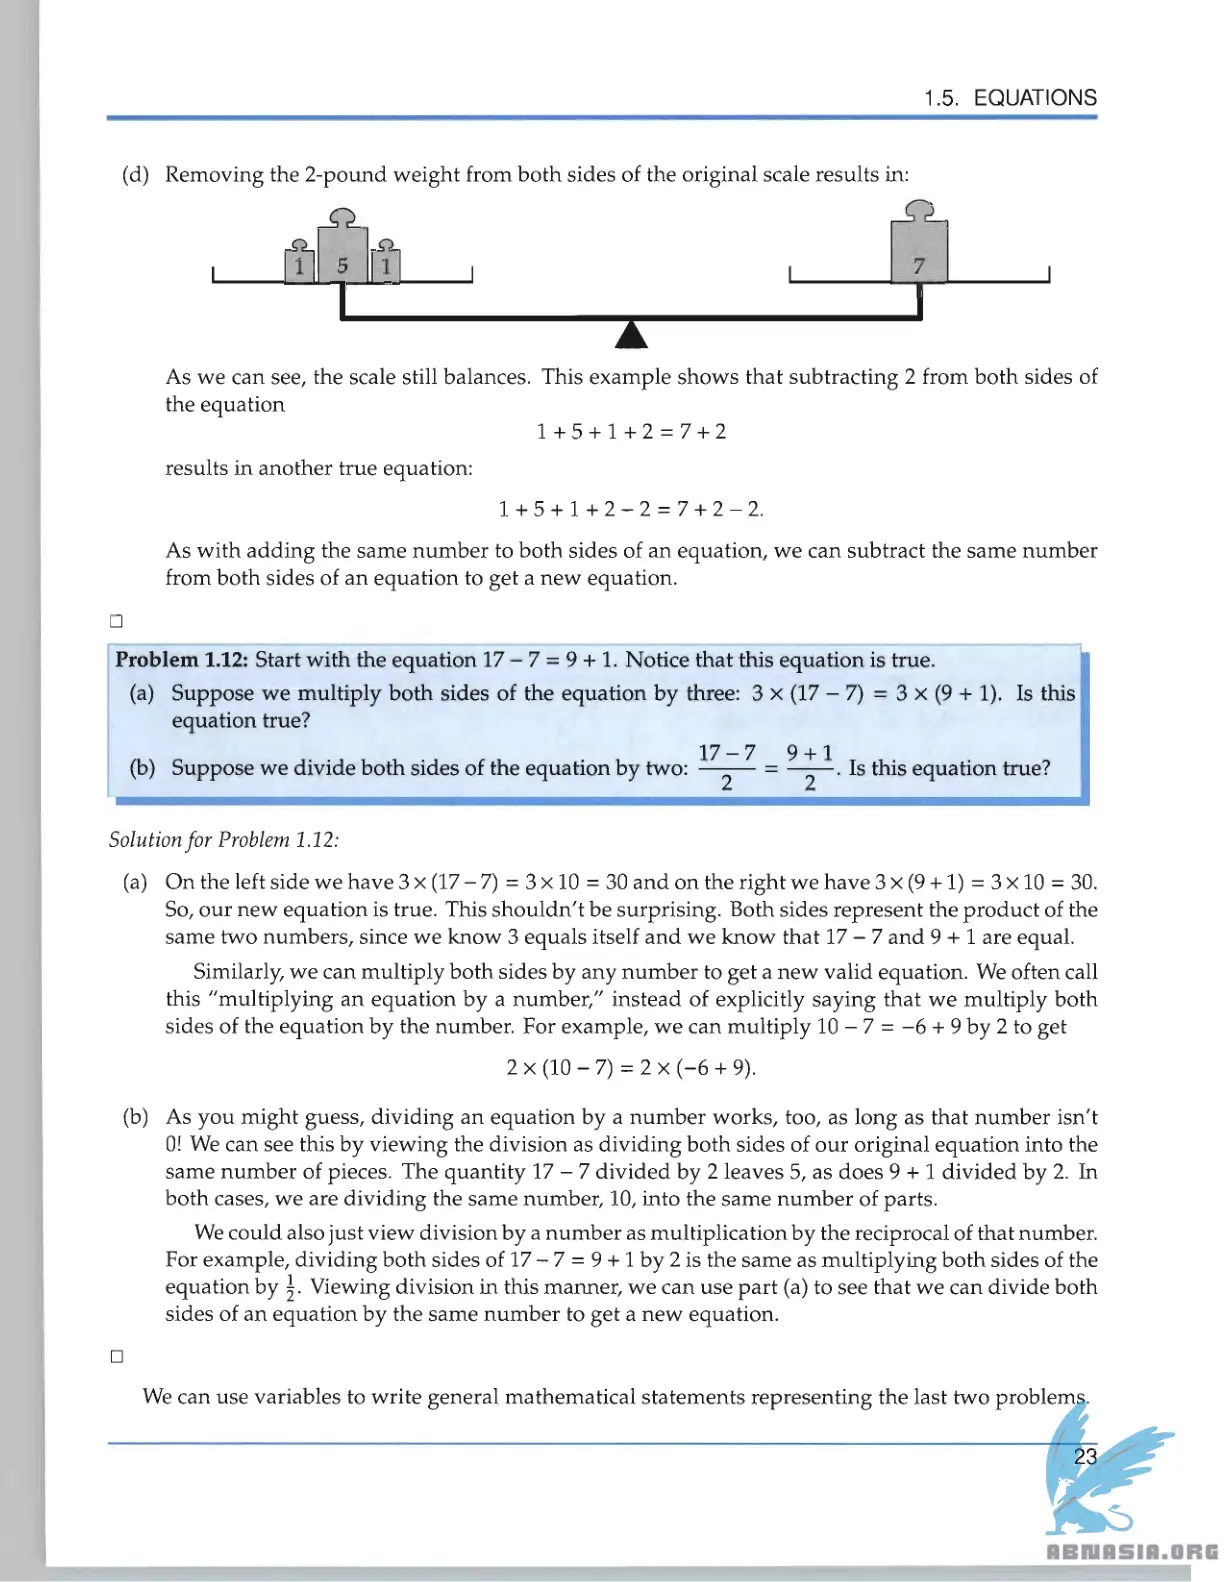 1.5. EQUATIONS
(d) Removing the 2-pound weight from both sides of the original scale results in:
1 5 1 7
As we can see, the scale still balances. This example shows that subtracting 2 from both sides of
the equation
1 + 5 + 1 + 2 = 7 + 2
results in another true equation:
1 + 5 + 1 + 2 − 2 = 7 + 2 − 2.
As with adding the same number to both sides of an equation, we can subtract the same number
from both sides of an equation to get a new equation.
□
Problem 1.12: Start with the equation 17 − 7 = 9 + 1. Notice that this equation is true.
(a) Suppose we multiply both sides of the equation by three: 3 × (17 − 7) = 3 × (9 + 1). Is this
equation true?
(b) Suppose we divide both sides of the equation by two: (17 − 7)/2 = (9 + 1)/2. Is this equation true?
Solution for Problem 1.12:
(a) On the left side we have 3 × (17 − 7) = 3 × 10 = 30 and on the right we have 3 × (9 + 1) = 3 × 10 = 30.
So, our new equation is true. This shouldn't be surprising. Both sides represent the product of the
same two numbers, since we know 3 equals itself and we know that 17 − 7 and 9 + 1 are equal.
Similarly, we can multiply both sides by any number to get a new valid equation. We often call
this "multiplying an equation by a number," instead of explicitly saying that we multiply both
sides of the equation by the number. For example, we can multiply 10 − 7 = −6 + 9 by 2 to get
2 × (10 − 7) = 2 × (−6 + 9).
(b) As you might guess, dividing an equation by a number works, too, as long as that number isn't
0! We can see this by viewing the division as dividing both sides of our original equation into the
same number of pieces. The quantity 17 − 7 divided by 2 leaves 5, as does 9 + 1 divided by 2. In
both cases, we are dividing the same number, 10, into the same number of parts.
We could also just view division by a number as multiplication by the reciprocal of that number.
For example, dividing both sides of 17 − 7 = 9 + 1 by 2 is the same as multiplying both sides of the
equation by 1/2. Viewing division in this manner, we can use part (a) to see that we can divide both
sides of an equation by the same number to get a new equation.
□
We can use variables to write general mathematical statements representing the last two problems.
23
ABNASIA.ORG